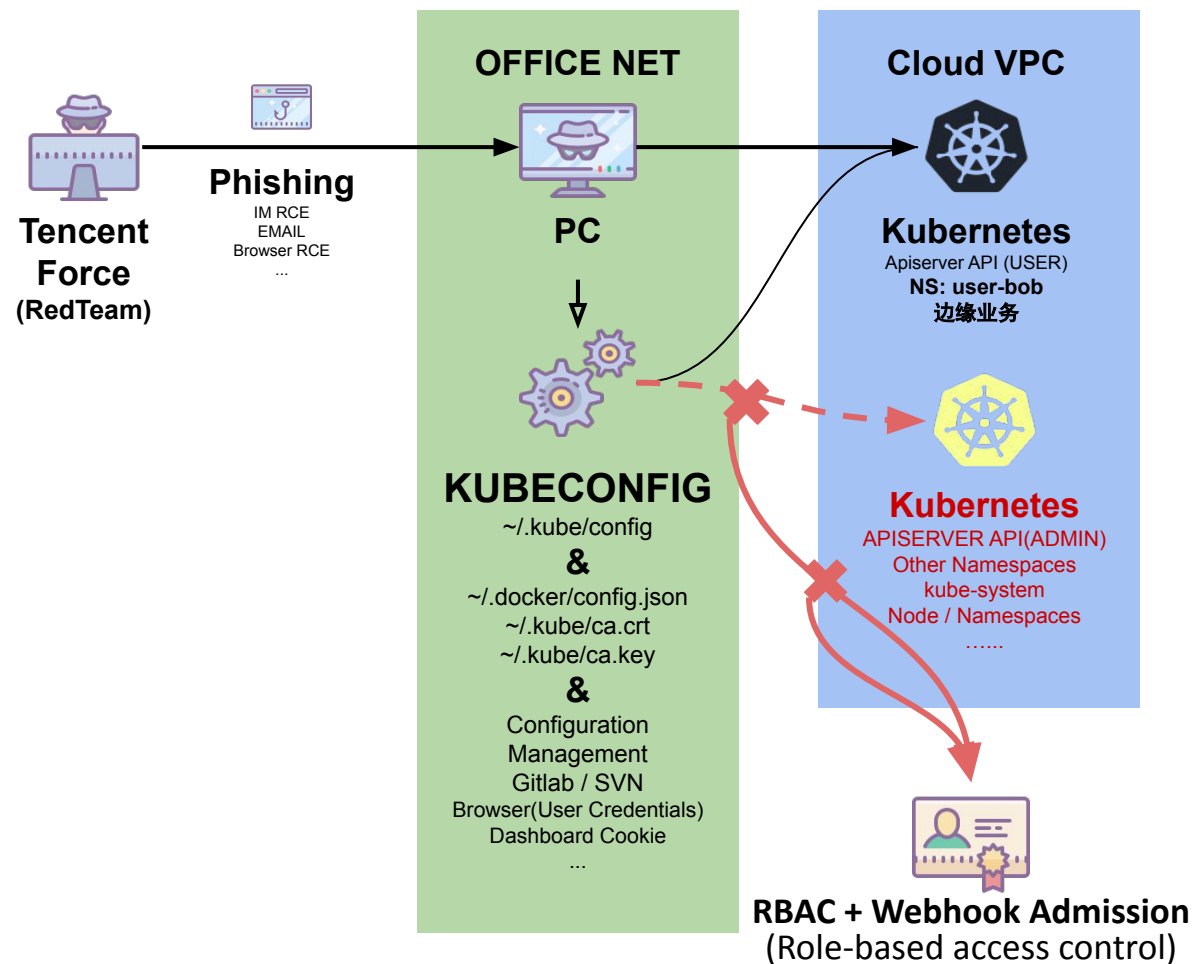 OFFICE NET
Cloud VPC
Tencent
Force
(RedTeam)
Phishing
IM RCE
EMAIL
Browser RCE
...
PC
Kubernetes
Apiserver API (USER)
NS: user-bob
边缘业务
KUBECONFIG
~/.kube/config
&
~/.docker/config.json
~/.kube/ca.crt
~/.kube/ca.key
&
Configuration
Management
Gitlab / SVN
Browser(User Credentials)
Dashboard Cookie
...
Kubernetes
APISERVER API(ADMIN)
Other Namespaces
kube-system
Node / Namespaces
…...
RBAC + Webhook Admission
(Role-based access control)